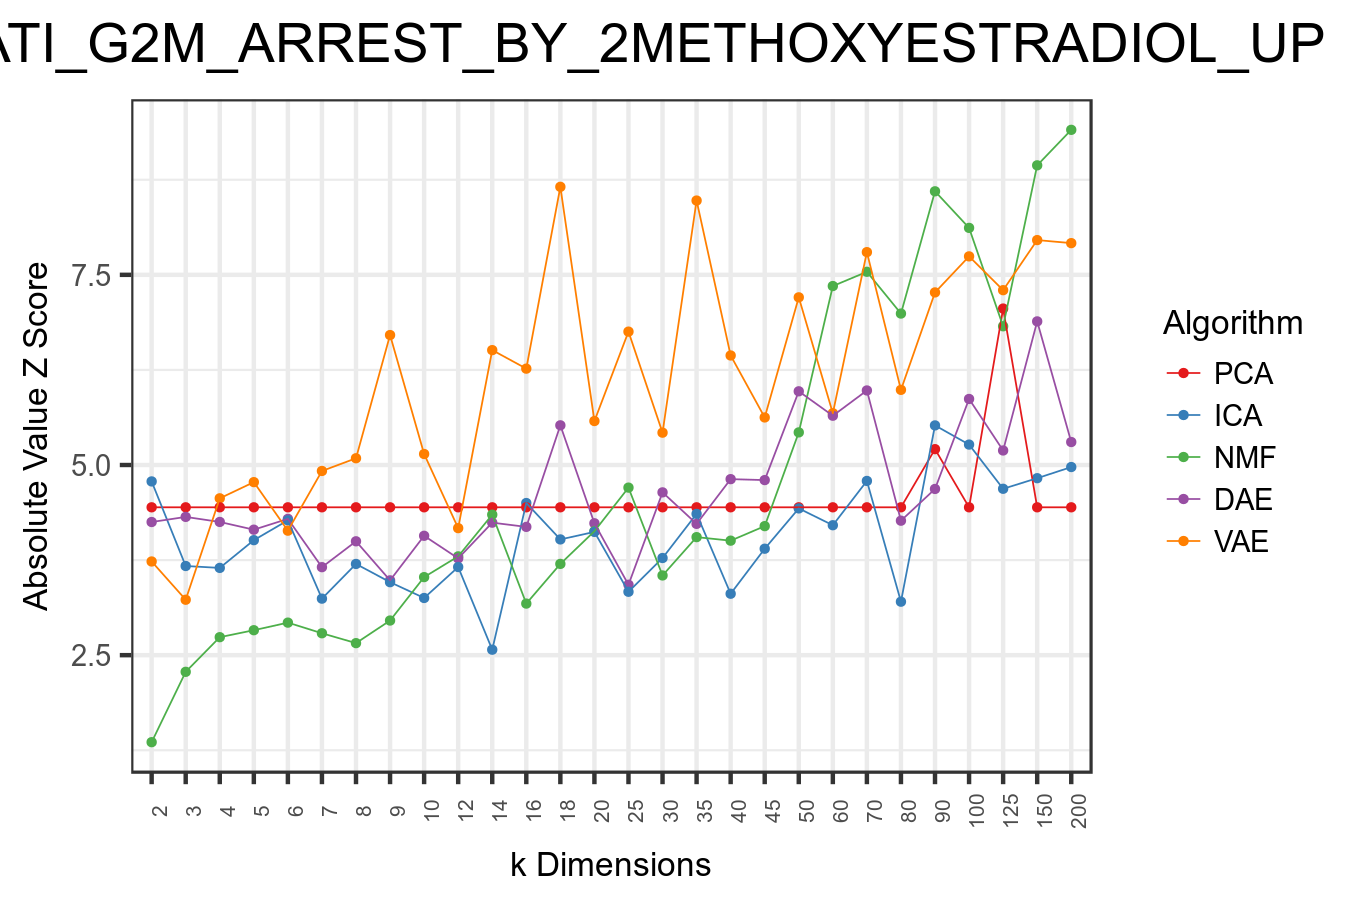 ATI_G2M_ARREST_BY_2METHOXYESTRADIOL_UP
Absolute Value Z Score
7.5
5.0
2.5
2 3 4 5 6 7 8 9 10 12 14 16 18 20 25 30 35 40 45 50 60 70 80 90 100 125 150 200
k Dimensions
Algorithm
PCA
ICA
NMF
DAE
VAE